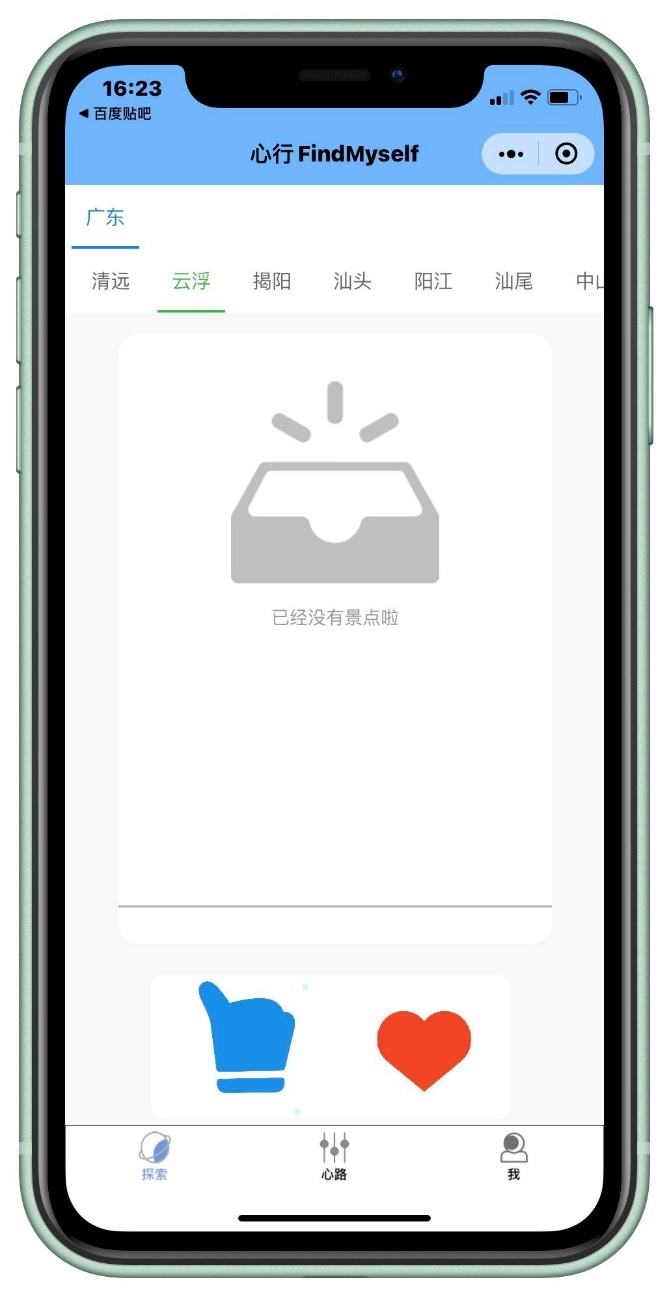 16:23
◀ 百度贴吧
心行 FindMyself
广东
清远 云浮 揭阳 汕头 阳江 汕尾 中
已经没有景点啦
探索 心路 我